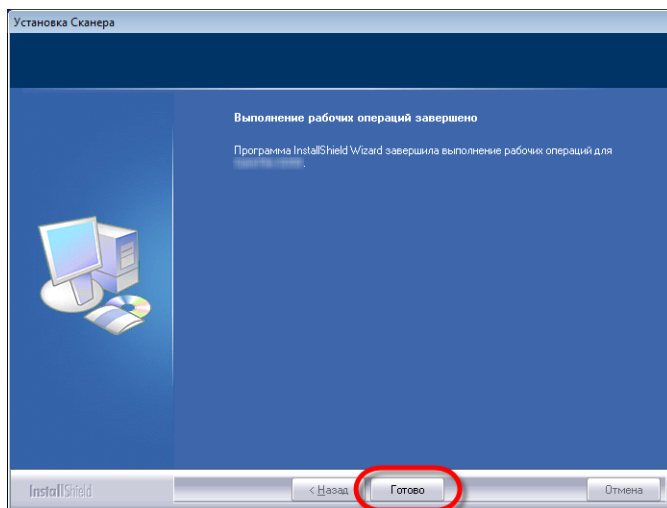 Установка Сканера
Выполнение рабочих операций завершено
Программа InstallShield Wizard завершила выполнение рабочих операций для
.
InstallShield
< Назад
Готово
Отмена